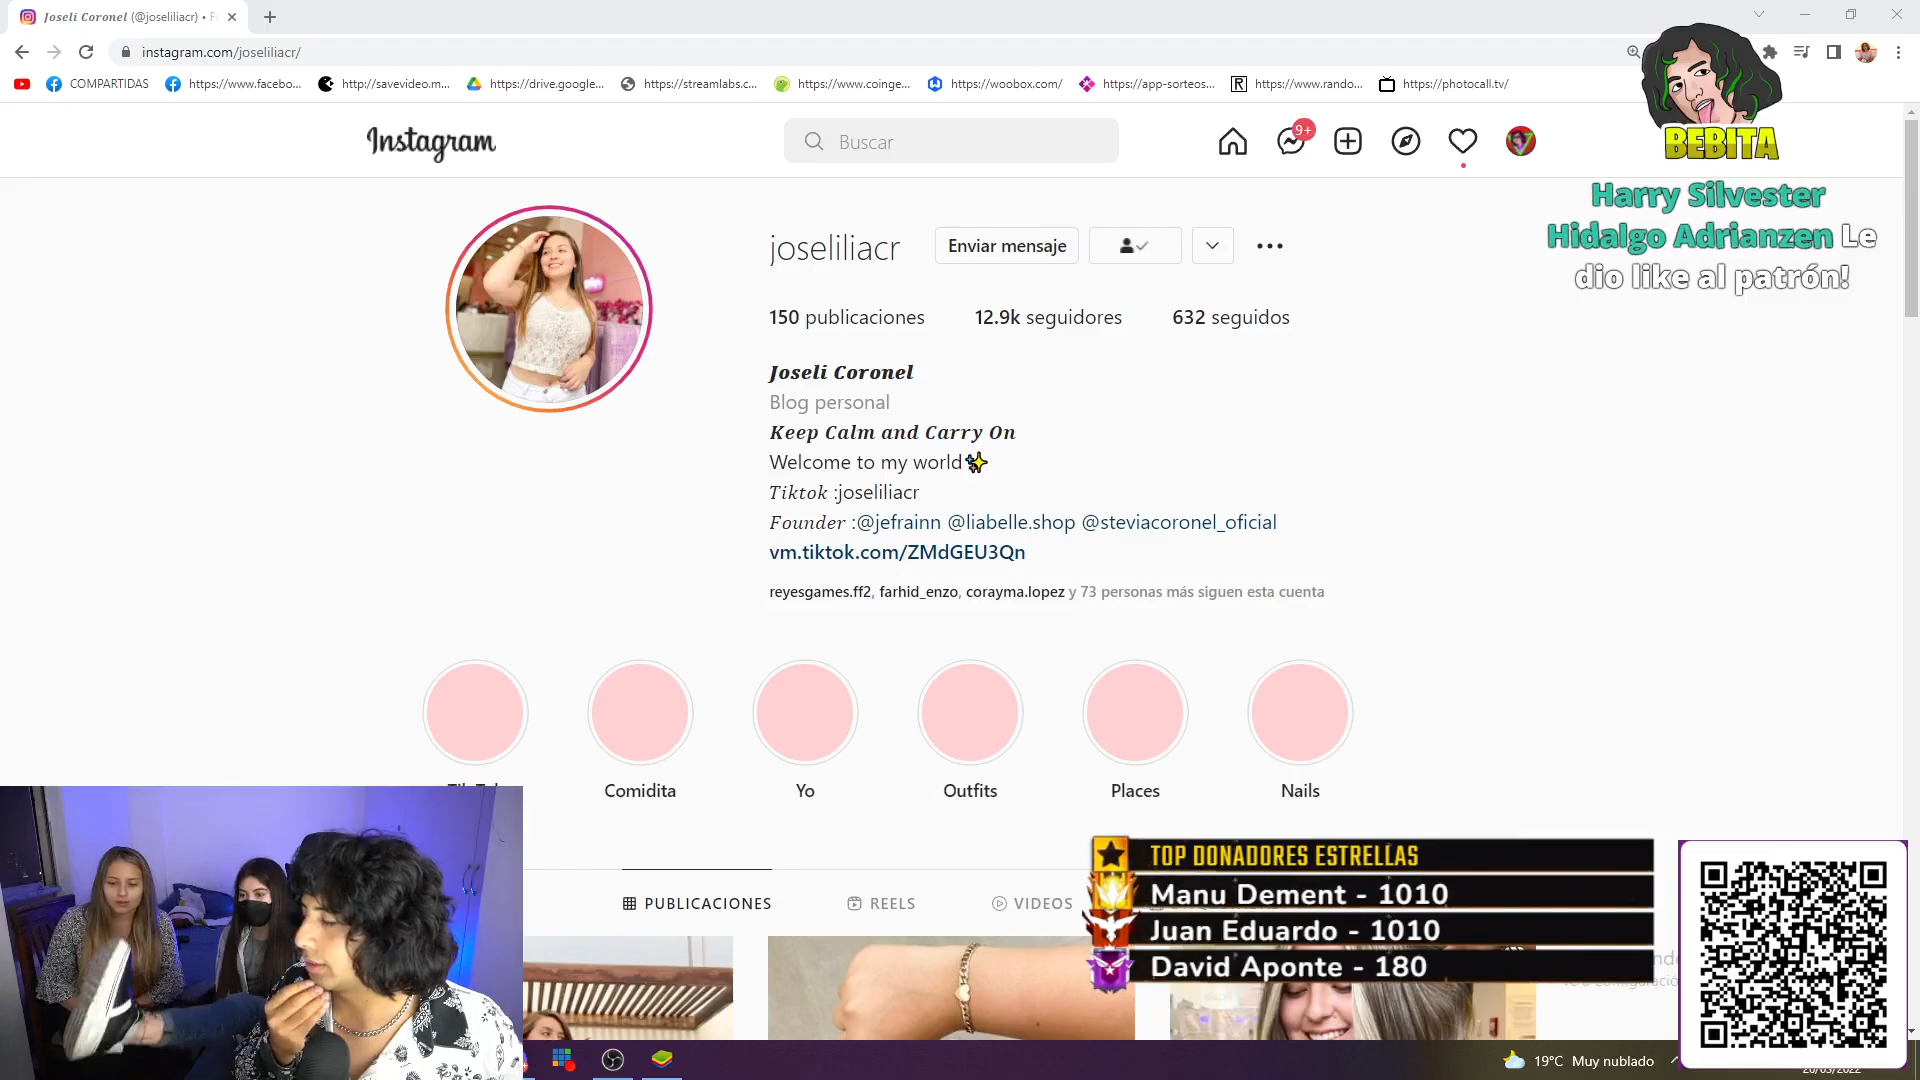 Joseli Coronel (@joseliliacr) •
instagram.com/joseliliacr/
COMPARTIDAS
https://www.facebo...
http://savevideo.m...
https://drive.google...
https://streamlabs.c...
https://www.coinge...
https://woobox.com/
https://app-sorteos...
https://www.rando...
https://photocall.tv/
Instagram
Buscar
9+
BEBITA
Harry Silvester
Hidalgo Adrianzen Le
dio like al patrón!
joseliliacr
Enviar mensaje
150 publicaciones
12.9k seguidores
632 seguidos
Joseli Coronel
Blog personal
Keep Calm and Carry On
Welcome to my world✨
Tiktok :joseliliacr
Founder :@jefrainn @liabelle.shop @steviacoronel_oficial
vm.tiktok.com/ZMdGEU3Qn
reyesgames.ff2, farhid_enzo, corayma.lopez y 73 personas más siguen esta cuenta
Comidita
Yo
Outfits
Places
Nails
PUBLICACIONES
REELS
VIDEOS
TOP DONADORES ESTRELLAS
Manu Dement - 1010
Juan Eduardo - 1010
David Aponte - 180
19°C Muy nublado